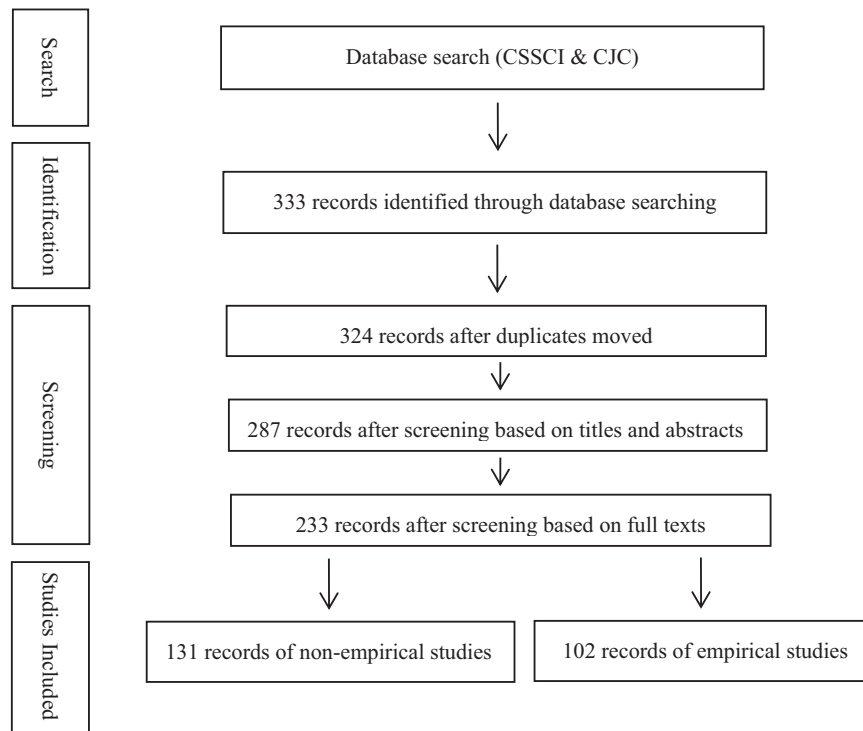 Search
Database search (CSSCI & CJC)
Identification
333 records identified through database searching
Screening
324 records after duplicates moved
287 records after screening based on titles and abstracts
233 records after screening based on full texts
Studies Included
131 records of non-empirical studies
102 records of empirical studies